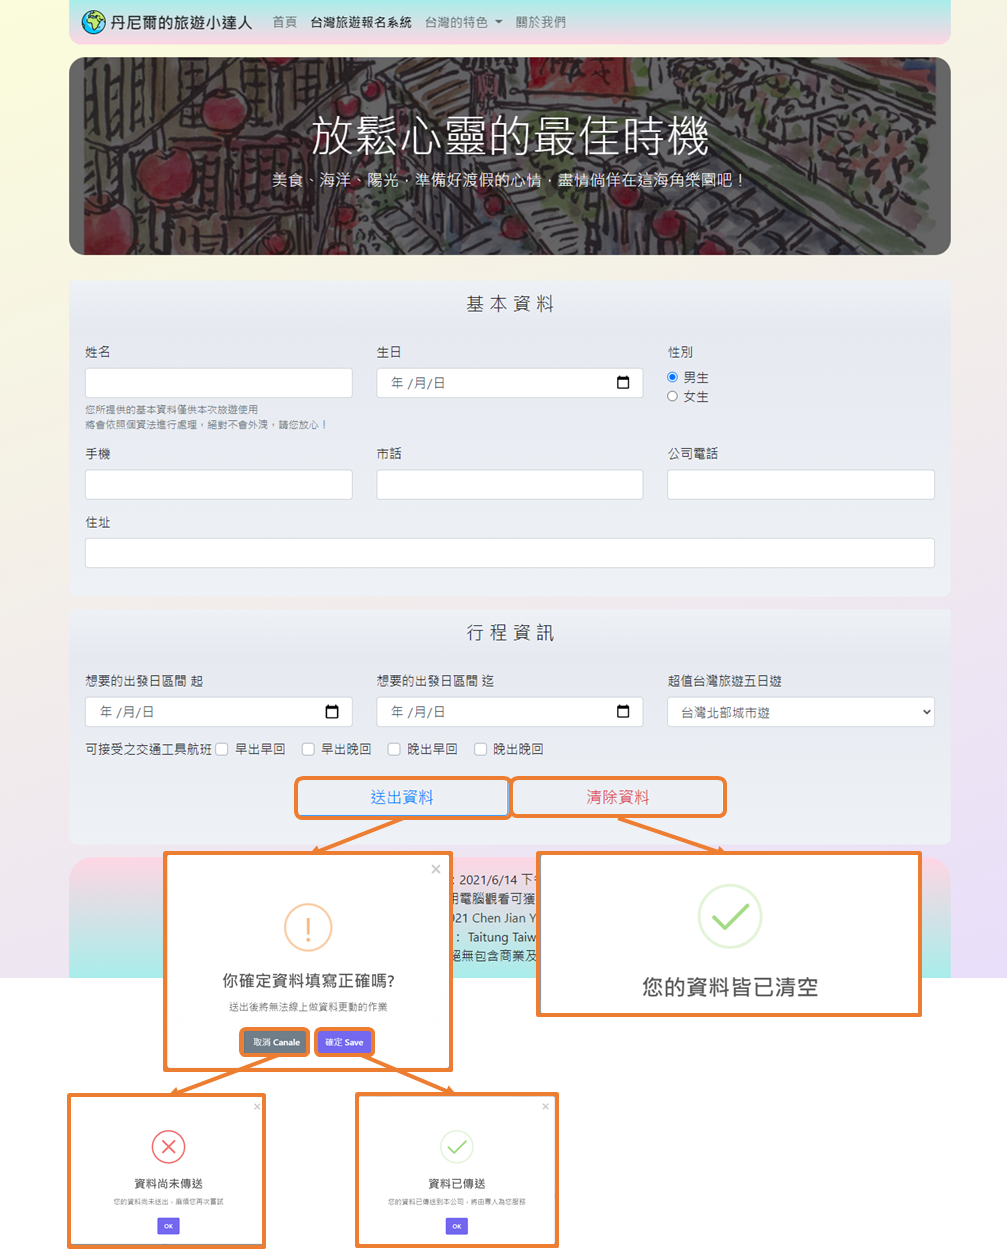 丹尼爾的旅遊小達人 首頁 台灣旅遊報名系統 台灣的特色 關於我們
放鬆心靈的最佳時機
美食、海洋、陽光，準備好渡假的心情，盡情倘佯在這海角樂園吧！
基本資料
姓名 生日 性別
年 /月/日 男生
女生
您所提供的基本資料僅供本次旅遊使用
將會依照個資法進行處理，絕對不會外洩，請您放心！
手機 市話 公司電話
住址
行程資訊
想要的出發日區間 起 想要的出發日區間 迄 超值台灣旅遊五日遊
年 /月/日 年 /月/日 台灣北部城市遊
可接受之交通工具航班 早出早回 早出晚回 晚出早回 晚出晚回
送出資料 清除資料
: 2021/6/14 下
用電腦觀看可獲
021 Chen Jian Y
： Taitung Taiw
絕無包含商業及
你確定資料填寫正確嗎?
送出後將無法線上做資料更動的作業
取消 Canale 確定 Save
您的資料皆已清空
資料尚未傳送
您的資料尚未送出，麻煩您再次嘗試
OK
資料已傳送
您的資料已傳送到本公司，將由專人為您服務
OK